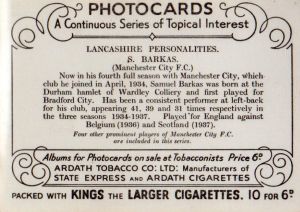 PHOTOCARDS
A Continuous Series of Topical Interest
LANCASHIRE PERSONALITIES.
S. BARKAS.
(Manchester City F.C.)
Now in his fourth full season with Manchester City, which
club he joined in April, 1934, Samuel Barkas was born at the
Durham hamlet of Wardley Colliery and first played for
Bradford City. Has been a consistent performer at left-back
for his club, appearing 41, 39 and 31 times respectively in
the three seasons 1934-1937. Played for England against
Belgium (1936) and Scotland (1937).
Four other prominent players of Manchester City F.C.
are included in this series.
Albums for Photocards on sale at Tobacconists Price 6D
ARDATH TOBACCO CO: LTD: Manufacturers of
STATE EXPRESS AND ARDATH CIGARETTES
PACKED WITH KINGS THE LARGER CIGARETTES. 10 FOR 6D.